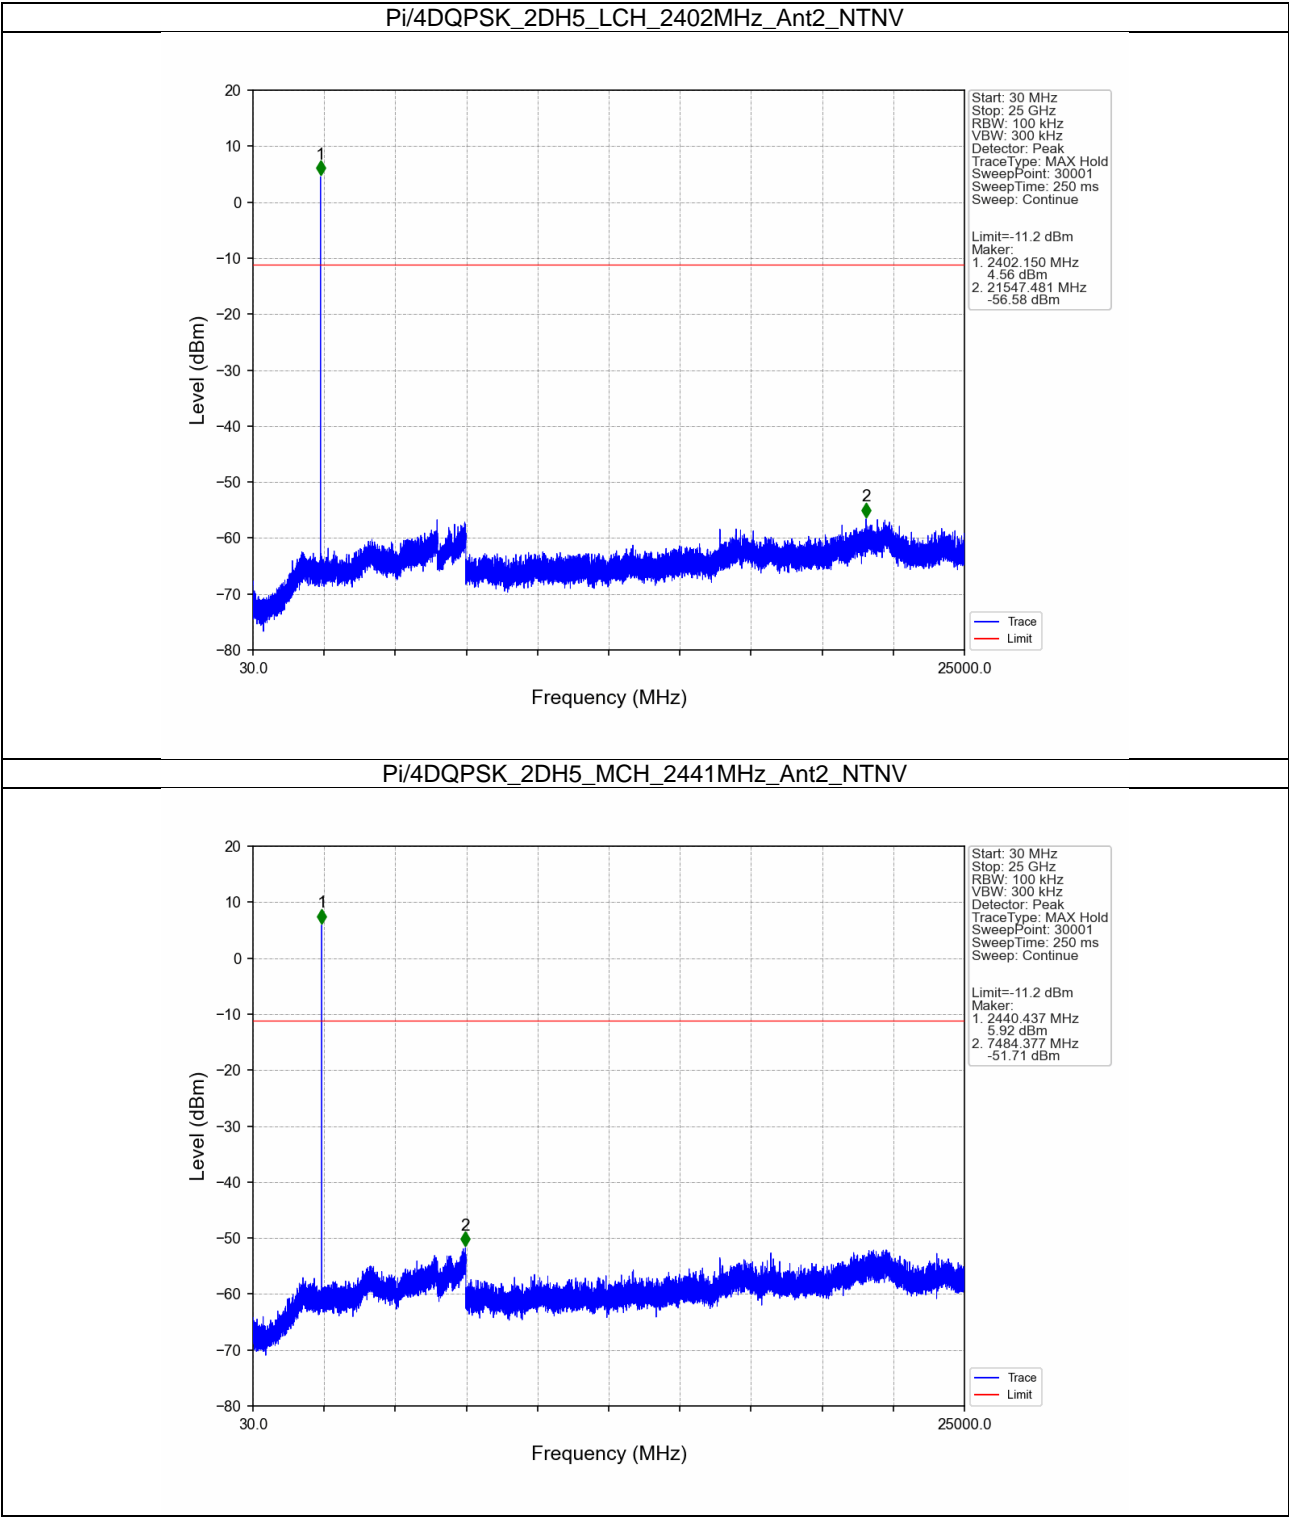 Pi/4DQPSK_2DH5_LCH_2402MHz_Ant2_NTNV
20
10
0
−10
−20
−30
−40
−50
−60
−70
−80
Level (dBm)
1
2
30.0
25000.0
Frequency (MHz)
Start: 30 MHz
Stop: 25 GHz
RBW: 100 kHz
VBW: 300 kHz
Detector: Peak
TraceType: MAX Hold
SweepPoint: 30001
SweepTime: 250 ms
Sweep: Continue
Limit=-11.2 dBm
Maker:
1. 2402.150 MHz
4.56 dBm
2. 21547.481 MHz
-56.58 dBm
Trace
Limit
Pi/4DQPSK_2DH5_MCH_2441MHz_Ant2_NTNV
20
10
0
−10
−20
−30
−40
−50
−60
−70
−80
Level (dBm)
1
2
30.0
25000.0
Frequency (MHz)
Start: 30 MHz
Stop: 25 GHz
RBW: 100 kHz
VBW: 300 kHz
Detector: Peak
TraceType: MAX Hold
SweepPoint: 30001
SweepTime: 250 ms
Sweep: Continue
Limit=-11.2 dBm
Maker:
1. 2440.437 MHz
5.92 dBm
2. 7484.377 MHz
-51.71 dBm
Trace
Limit